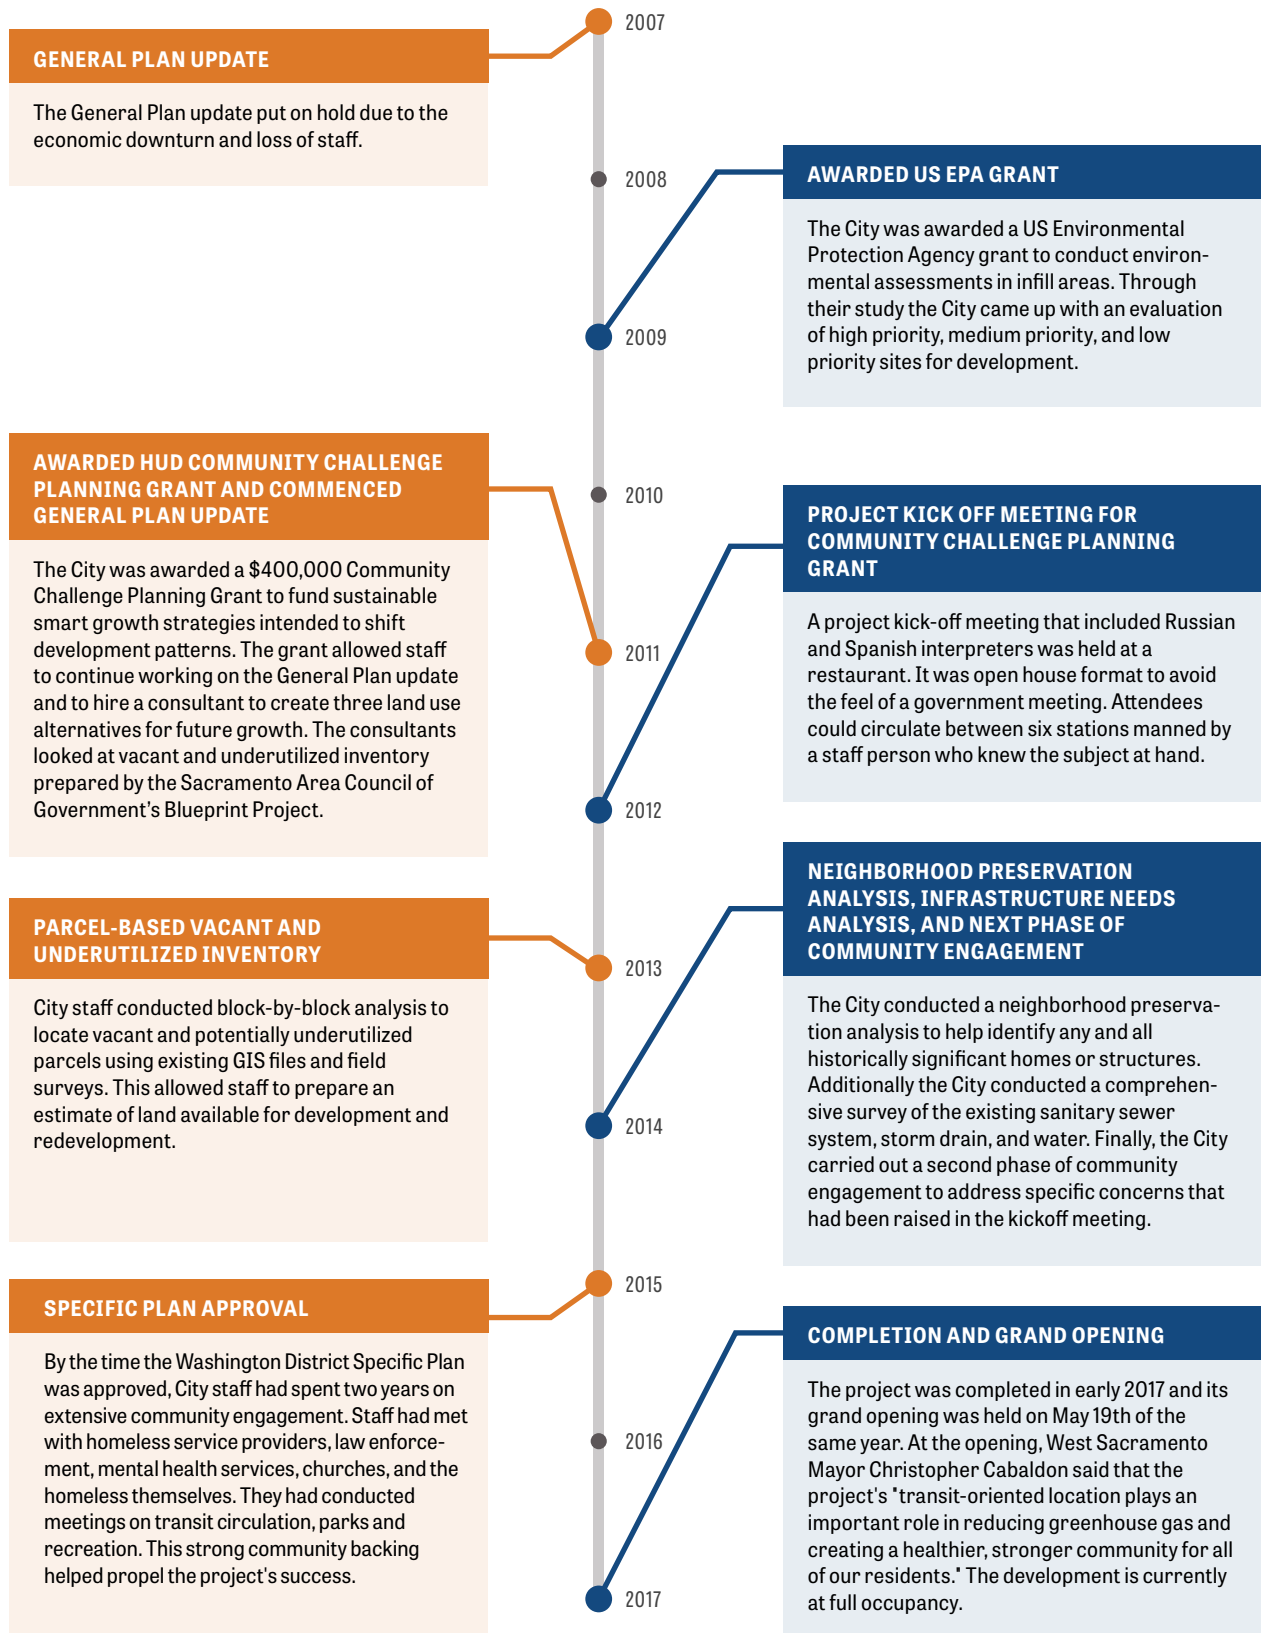 2007
GENERAL PLAN UPDATE
The General Plan update put on hold due to the
economic downturn and loss of staff.
2008
AWARDED US EPA GRANT
The City was awarded a US Environmental
Protection Agency grant to conduct environ-
mental assessments in infill areas. Through
their study the City came up with an evaluation
of high priority, medium priority, and low
priority sites for development.
2009
AWARDED HUD COMMUNITY CHALLENGE
PLANNING GRANT AND COMMENCED
GENERAL PLAN UPDATE
The City was awarded a $400,000 Community
Challenge Planning Grant to fund sustainable
smart growth strategies intended to shift
development patterns. The grant allowed staff
to continue working on the General Plan update
and to hire a consultant to create three land use
alternatives for future growth. The consultants
looked at vacant and underutilized inventory
prepared by the Sacramento Area Council of
Government’s Blueprint Project.
2010
2011
PROJECT KICK OFF MEETING FOR
COMMUNITY CHALLENGE PLANNING
GRANT
A project kick-off meeting that included Russian
and Spanish interpreters was held at a
restaurant. It was open house format to avoid
the feel of a government meeting. Attendees
could circulate between six stations manned by
a staff person who knew the subject at hand.
2012
PARCEL-BASED VACANT AND
UNDERUTILIZED INVENTORY
City staff conducted block-by-block analysis to
locate vacant and potentially underutilized
parcels using existing GIS files and field
surveys. This allowed staff to prepare an
estimate of land available for development and
redevelopment.
2013
NEIGHBORHOOD PRESERVATION
ANALYSIS, INFRASTRUCTURE NEEDS
ANALYSIS, AND NEXT PHASE OF
COMMUNITY ENGAGEMENT
The City conducted a neighborhood preserva-
tion analysis to help identify any and all
historically significant homes or structures.
Additionally the City conducted a comprehen-
sive survey of the existing sanitary sewer
system, storm drain, and water. Finally, the City
carried out a second phase of community
engagement to address specific concerns that
had been raised in the kickoff meeting.
2014
2015
SPECIFIC PLAN APPROVAL
By the time the Washington District Specific Plan
was approved, City staff had spent two years on
extensive community engagement. Staff had met
with homeless service providers, law enforce-
ment, mental health services, churches, and the
homeless themselves. They had conducted
meetings on transit circulation, parks and
recreation. This strong community backing
helped propel the project's success.
2016
COMPLETION AND GRAND OPENING
The project was completed in early 2017 and its
grand opening was held on May 19th of the
same year. At the opening, West Sacramento
Mayor Christopher Cabaldon said that the
project's "transit-oriented location plays an
important role in reducing greenhouse gas and
creating a healthier, stronger community for all
of our residents." The development is currently
at full occupancy.
2017